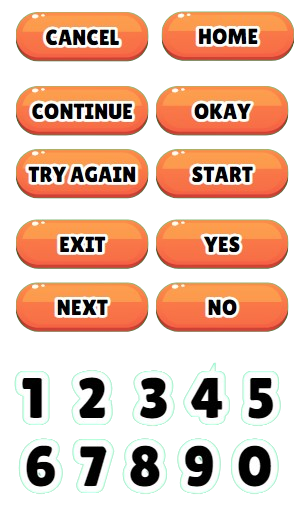 CANCEL HOME
CONTINUE OKAY
TRY AGAIN START
EXIT YES
NEXT NO
1 2 3 4 5
6 7 8 9 0